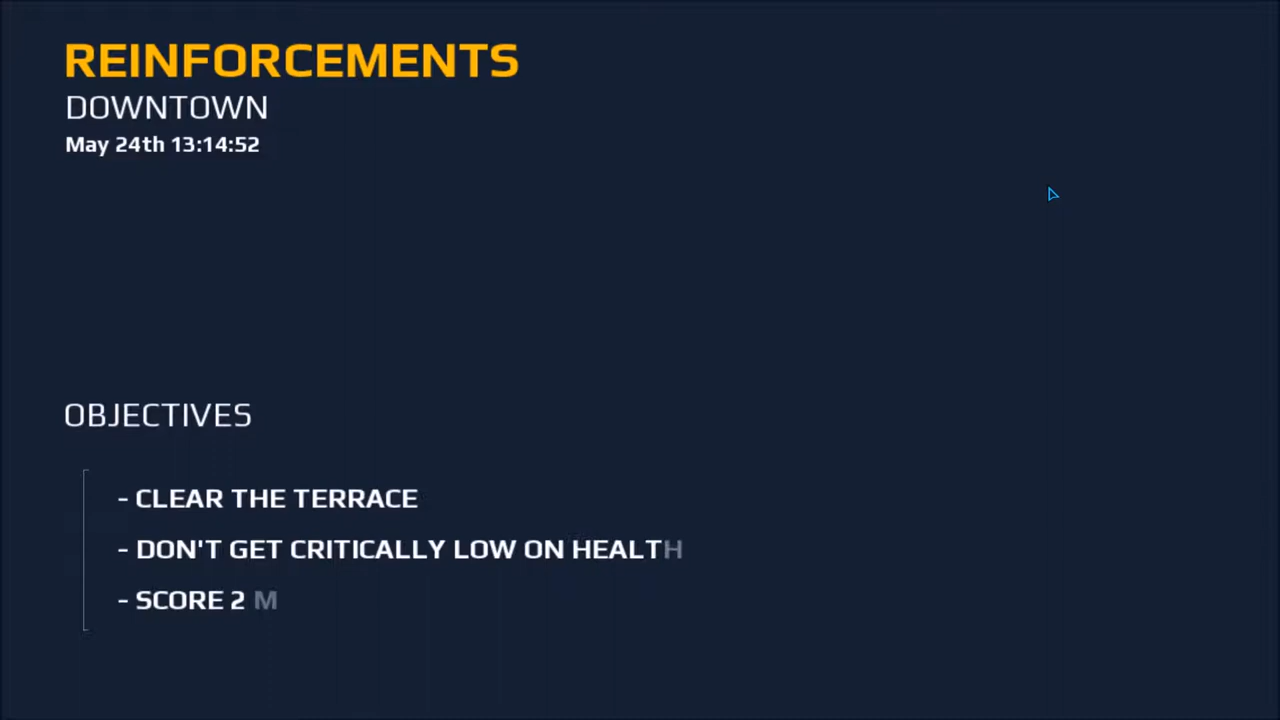 REINFORCEMENTS
DOWNTOWN
May 24th 13:14:52
OBJECTIVES
- CLEAR THE TERRACE
- DON'T GET CRITICALLY LOW ON HEALTH
- SCORE 2 M